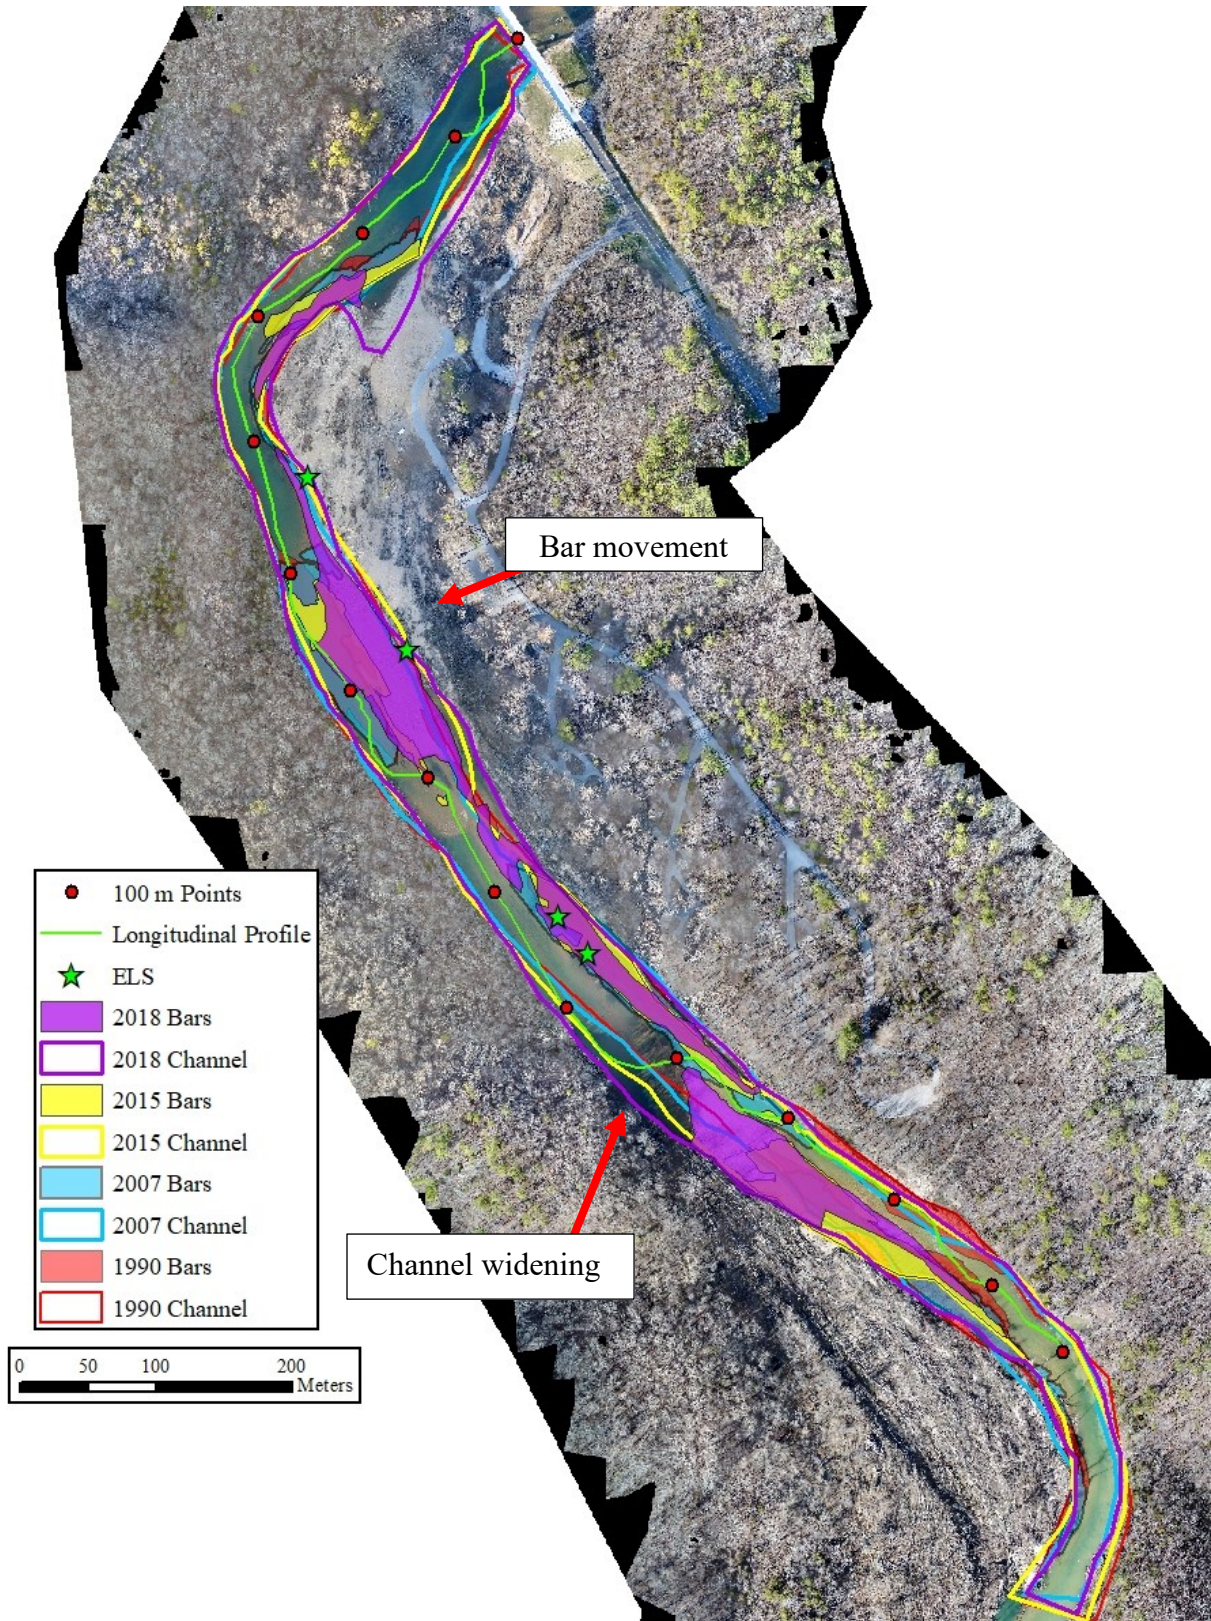 Bar movement
Channel widening
100 m Points
Longitudinal Profile
ELS
2018 Bars
2018 Channel
2015 Bars
2015 Channel
2007 Bars
2007 Channel
1990 Bars
1990 Channel
0 50 100 200
Meters